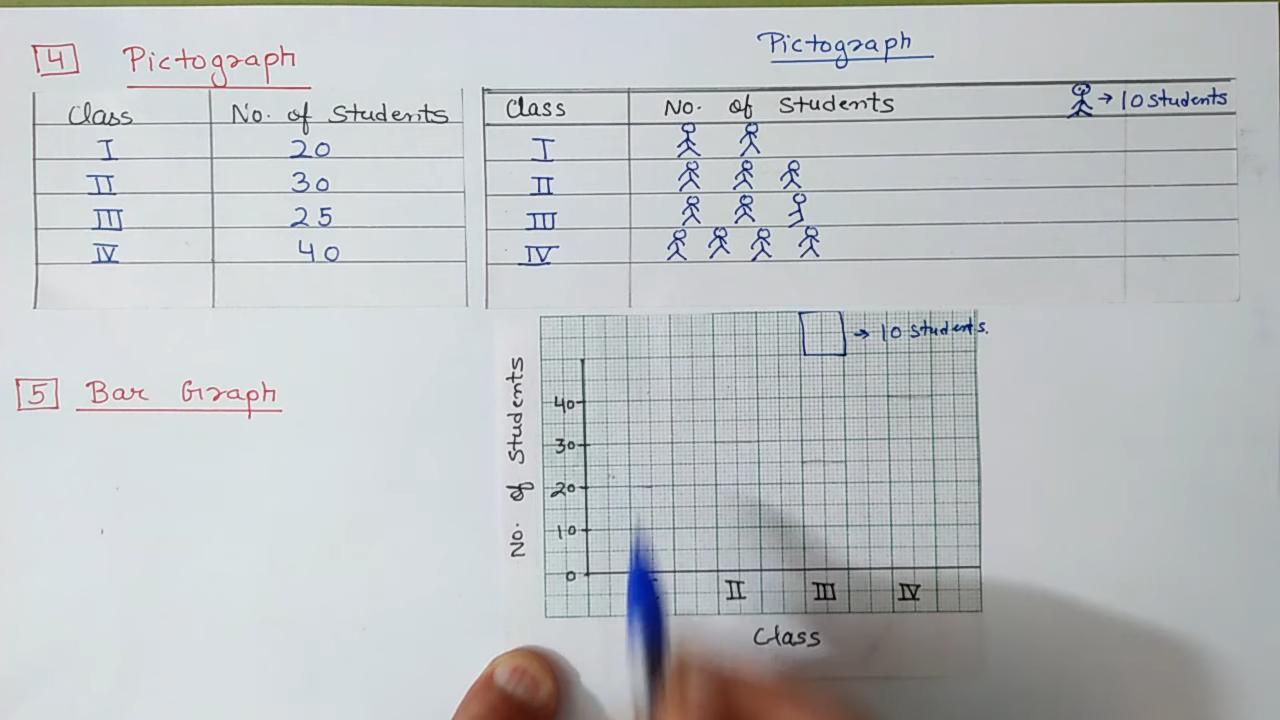 4 Pictograph
Class No. of Students
I 20
II 30
III 25
IV 40
Pictograph
Class No. of Students → 10 students
I
II
III
IV
5 Bar Graph
→ 10 students.
No. of Students
40
30
20
10
0
II III IV
Class